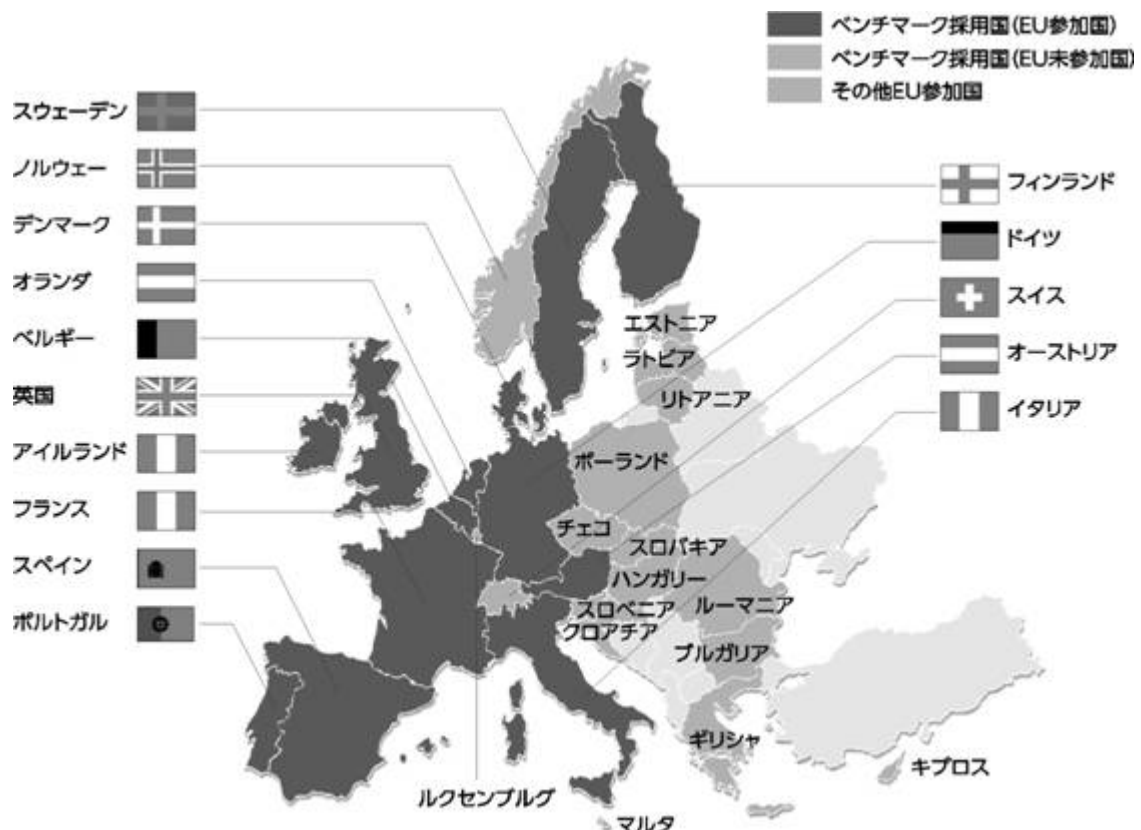 ベンチマーク採用国(EU参加国)
ベンチマーク採用国(EU未参加国)
その他EU参加国
スウェーデン
ノルウェー
デンマーク
オランダ
ベルギー
英国
アイルランド
フランス
スペイン
ポルトガル
フィンランド
ドイツ
スイス
オーストリア
イタリア
エストニア
ラトビア
リトアニア
ポーランド
チェコ
スロバキア
ハンガリー
スロベニア
クロアチア
ルーマニア
ブルガリア
ギリシャ
キプロス
ルクセンブルグ
マルタ